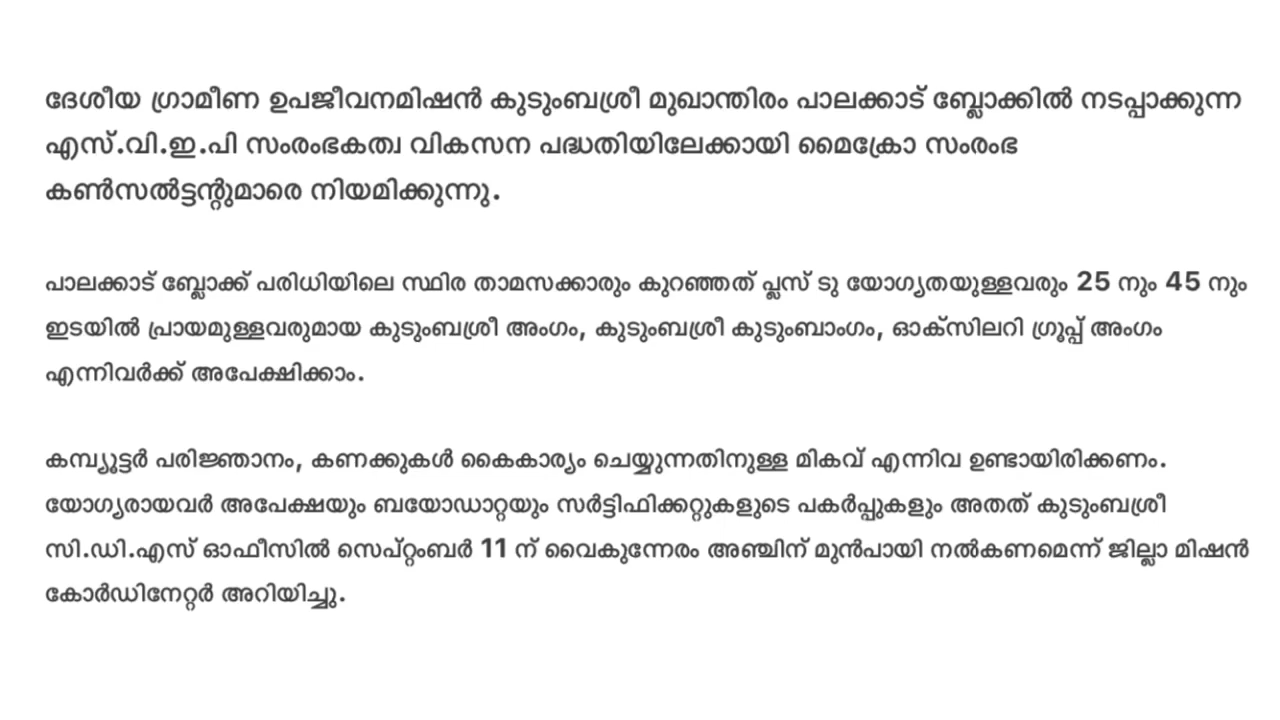 ദേശീയ ഗ്രാമീണ ഉപജീവനമിഷൻ കുടുംബശ്രീ മുഖാന്തിരം പാലക്കാട് ബ്ലോക്കിൽ നടപ്പാക്കുന്ന
എസ്.വി.ഇ.പി സംരംഭകത്വ വികസന പദ്ധതിയിലേക്കായി മൈക്രോ സംരംഭ
കൺസൽട്ടന്റുമാരെ നിയമിക്കുന്നു.
പാലക്കാട് ബ്ലോക്ക് പരിധിയിലെ സ്ഥിര താമസക്കാരും കുറഞ്ഞത് പ്ലസ് ടു യോഗ്യതയുള്ളവരും 25 നും 45 നും
ഇടയിൽ പ്രായമുള്ളവരുമായ കുടുംബശ്രീ അംഗം, കുടുംബശ്രീ കുടുംബാംഗം, ഓക്സിലറി ഗ്രൂപ്പ് അംഗം
എന്നിവർക്ക് അപേക്ഷിക്കാം.
കമ്പ്യൂട്ടർ പരിജ്ഞാനം, കണക്കുകൾ കൈകാര്യം ചെയ്യുന്നതിനുള്ള മികവ് എന്നിവ ഉണ്ടായിരിക്കണം.
യോഗ്യരായവർ അപേക്ഷയും ബയോഡാറ്റയും സർട്ടിഫിക്കറ്റുകളുടെ പകർപ്പുകളും അതത് കുടുംബശ്രീ
സി.ഡി.എസ് ഓഫീസിൽ സെപ്റ്റംബർ 11 ന് വൈകുന്നേരം അഞ്ചിന് മുൻപായി നൽകണമെന്ന് ജില്ലാ മിഷൻ
കോർഡിനേറ്റർ അറിയിച്ചു.